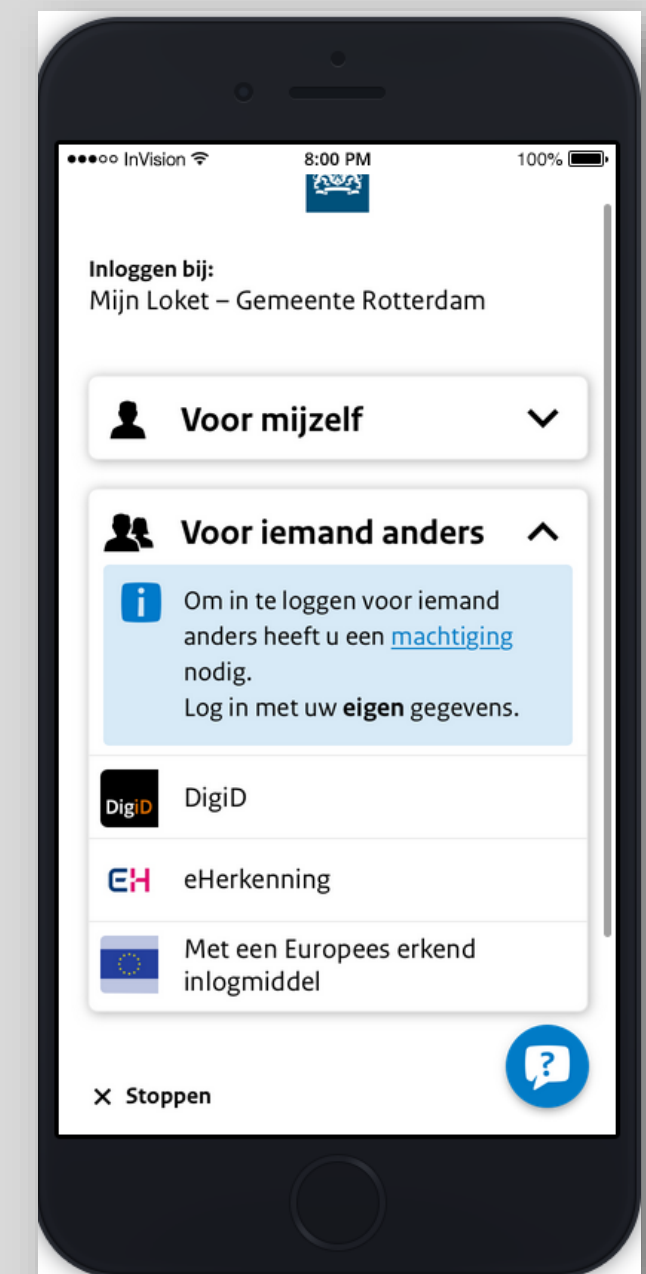 InVision 8:00 PM 100%
Inloggen bij:
Mijn Loket – Gemeente Rotterdam
Voor mijzelf
Voor iemand anders
i Om in te loggen voor iemand
anders heeft u een machtiging
nodig.
Log in met uw eigen gegevens.
DigiD DigiD
EH eHerkenning
Met een Europees erkend
inlogmiddel
?
× Stoppen